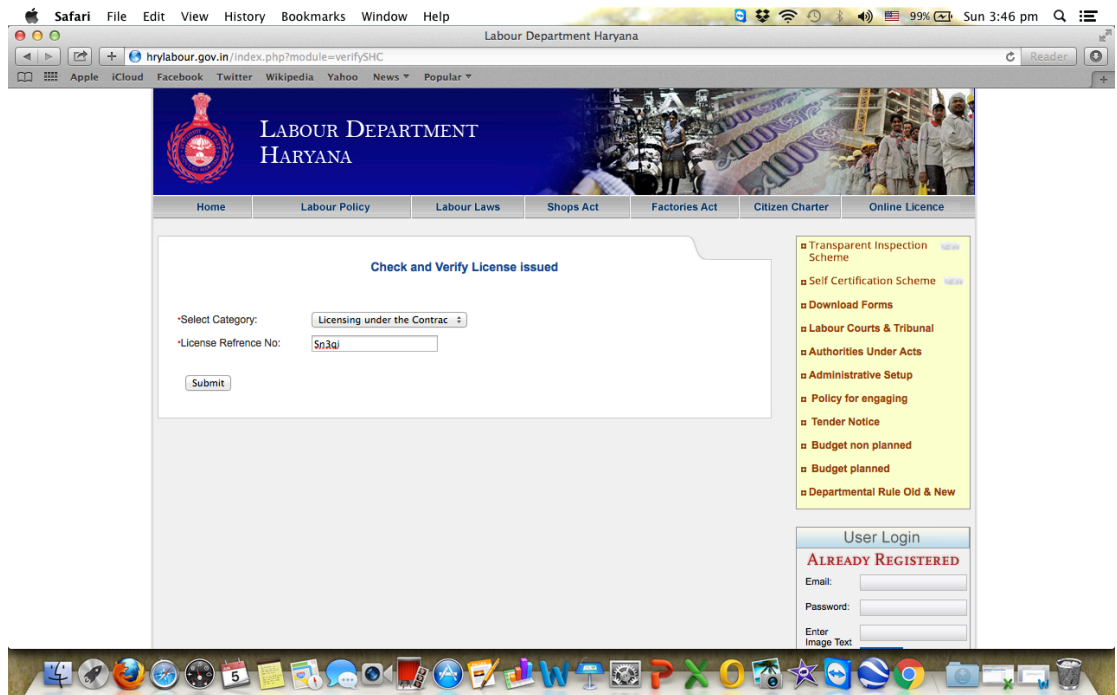 Safari File Edit View History Bookmarks Window Help 99% Sun 3:46 pm
Labour Department Haryana
hrylabour.gov.in/index.php?module=verifySHC Reader
Apple iCloud Facebook Twitter Wikipedia Yahoo News Popular
LABOUR DEPARTMENT
HARYANA
Home Labour Policy Labour Laws Shops Act Factories Act Citizen Charter Online Licence
Check and Verify License issued
*Select Category: Licensing under the Contrac
*License Refrence No: Sn3qi
Submit
Transparent Inspection NEW
Scheme
Self Certification Scheme NEW
Download Forms
Labour Courts & Tribunal
Authorities Under Acts
Administrative Setup
Policy for engaging
Tender Notice
Budget non planned
Budget planned
Departmental Rule Old & New
User Login
ALREADY REGISTERED
Email:
Password:
Enter
Image Text
5